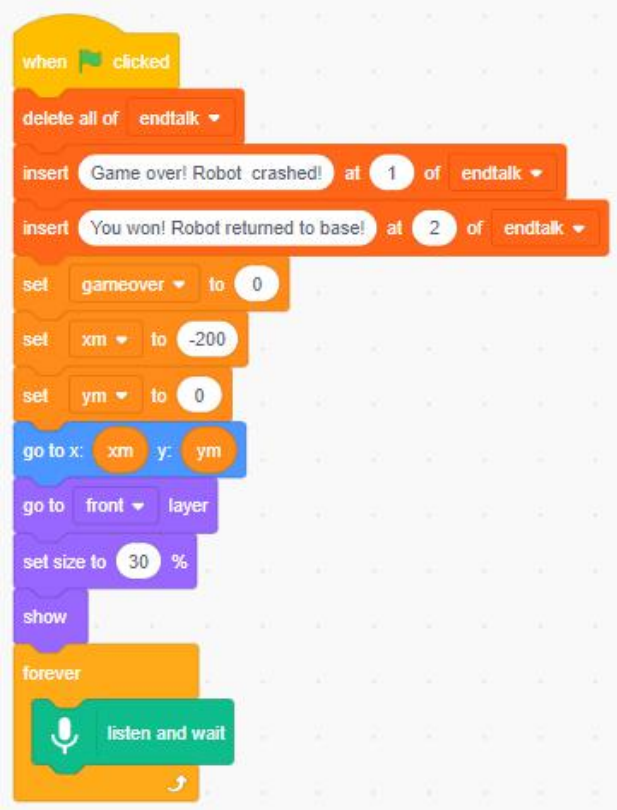 when clicked
delete all of endtalk
insert Game over! Robot crashed! at 1 of endtalk
insert You won! Robot returned to base! at 2 of endtalk
set gameover to 0
set xm to -200
set ym to 0
go to x: xm y: ym
go to front layer
set size to 30 %
show
forever
listen and wait